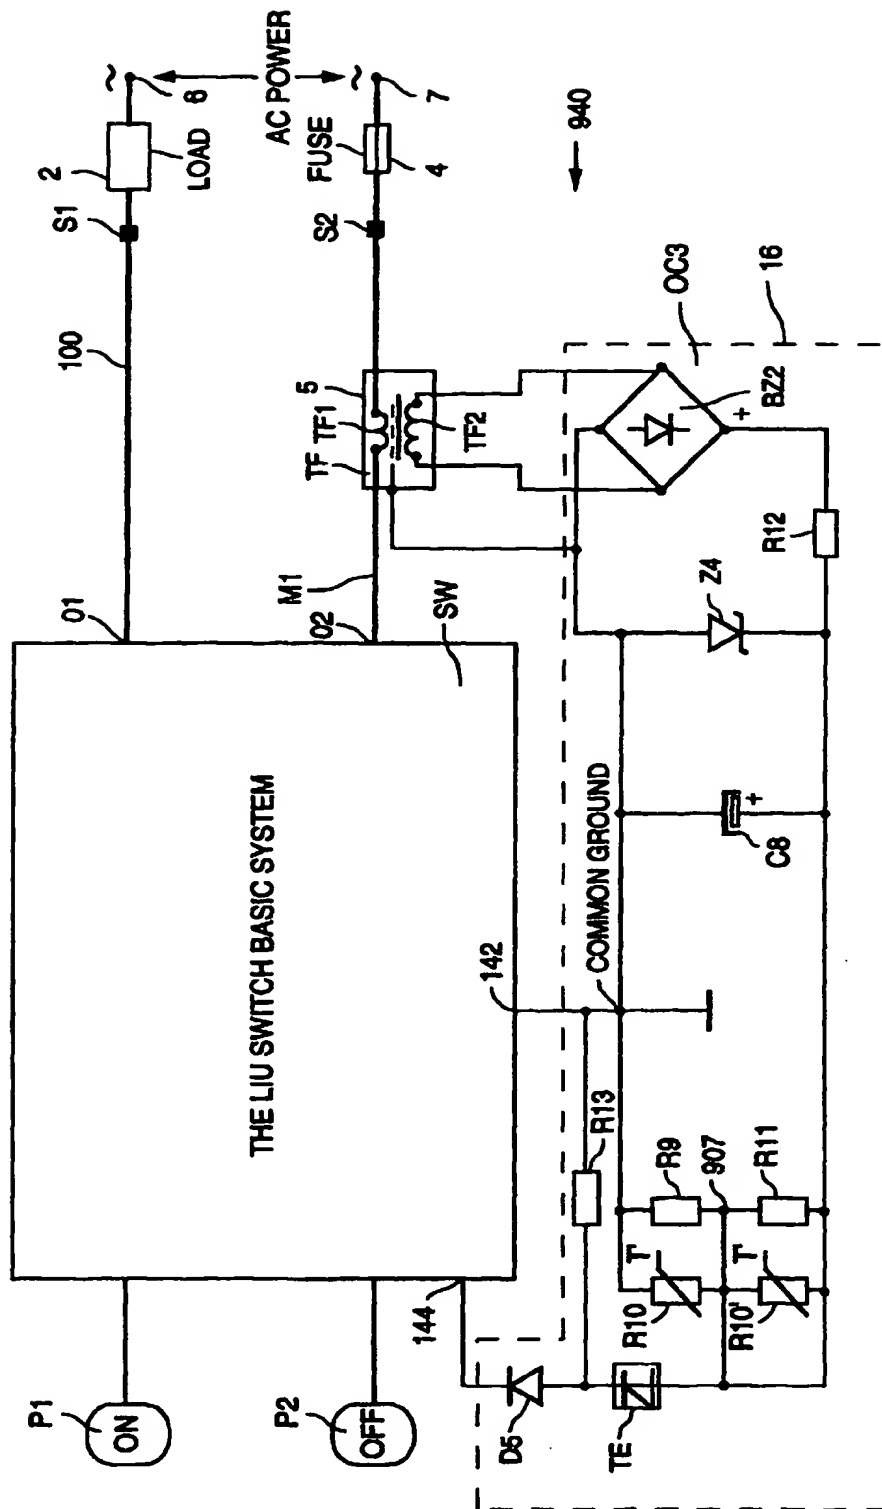 ~
6
AC POWER
~
7
2
LOAD
FUSE
4
940
S1
S2
100
5
TF TF1
TF2
OC3
16
BZ2
+
01
M1
02
SW
R12
Z4
THE LIU SWITCH BASIC SYSTEM
COMMON GROUND
+
C8
142
R13
R9
907
R11
T'
T'
R10
R10'
144
P1
ON
P2
OFF
D5
TE